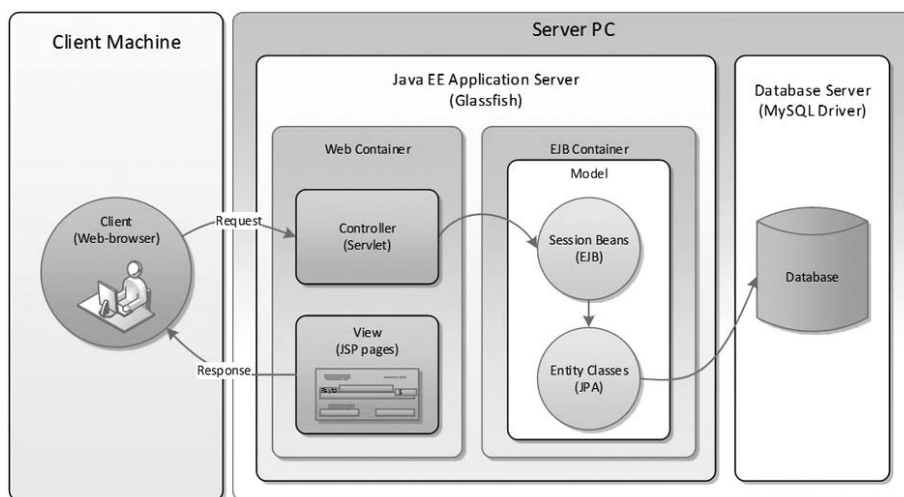 Client Machine
Server PC
Java EE Application Server
(Glassfish)
Database Server
(MySQL Driver)
Web Container
EJB Container
Model
Client
(Web-browser)
Request
Controller
(Servlet)
Session Beans
(EJB)
Database
View
(JSP pages)
Response
Entity Classes
(JPA)